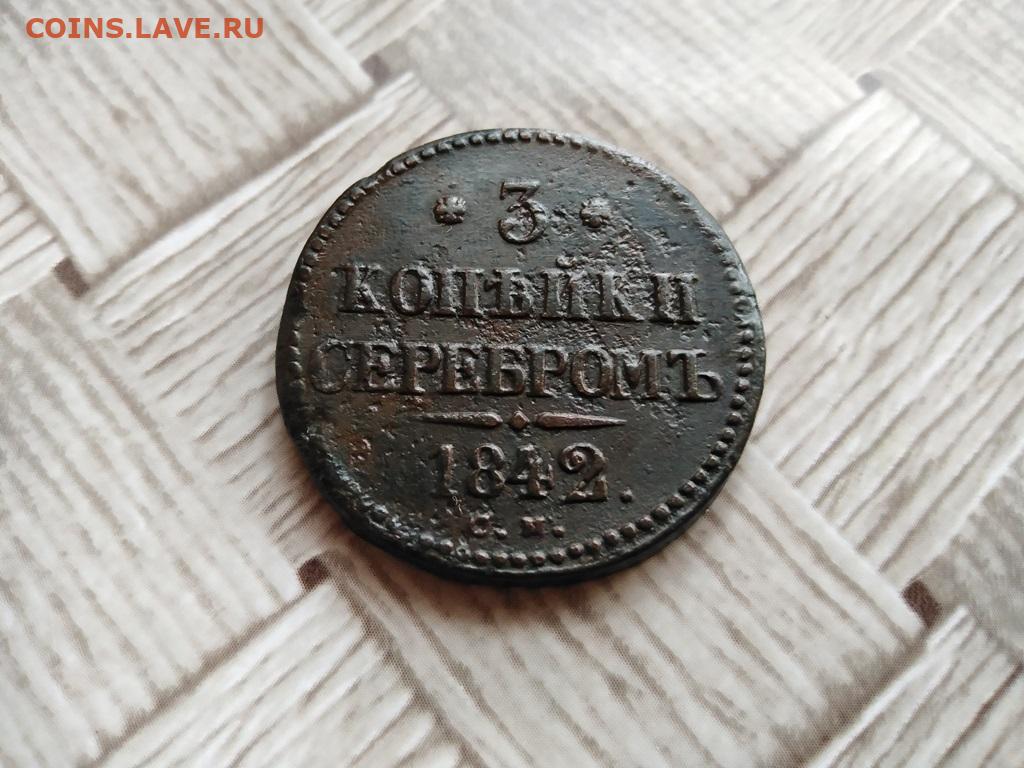 COINS.LAVE.RU
3
КОПѢЙКИ
СЕРЕБРОМЪ
1842.
С. М.